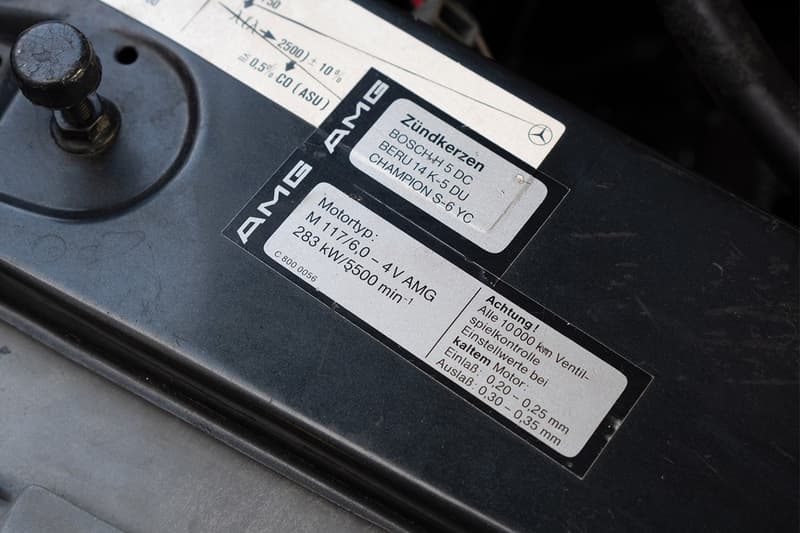 2500) ± 10%
≦ 0,5% CO (ASU)
AMG
Zündkerzen
BOSCH H 5 DC
BERU 14 K-5 DU
CHAMPION S-6 YC
AMG
Motortyp:
M 117/6,0 – 4V AMG
283 kW/5500 min⁻¹
C 800 0056
Achtung!
Alle 10 000 km Ventil-
spielkontrolle
Einstellwerte bei
kaltem Motor:
Einlaß: 0,20 – 0,25 mm
Auslaß: 0,30 – 0,35 mm